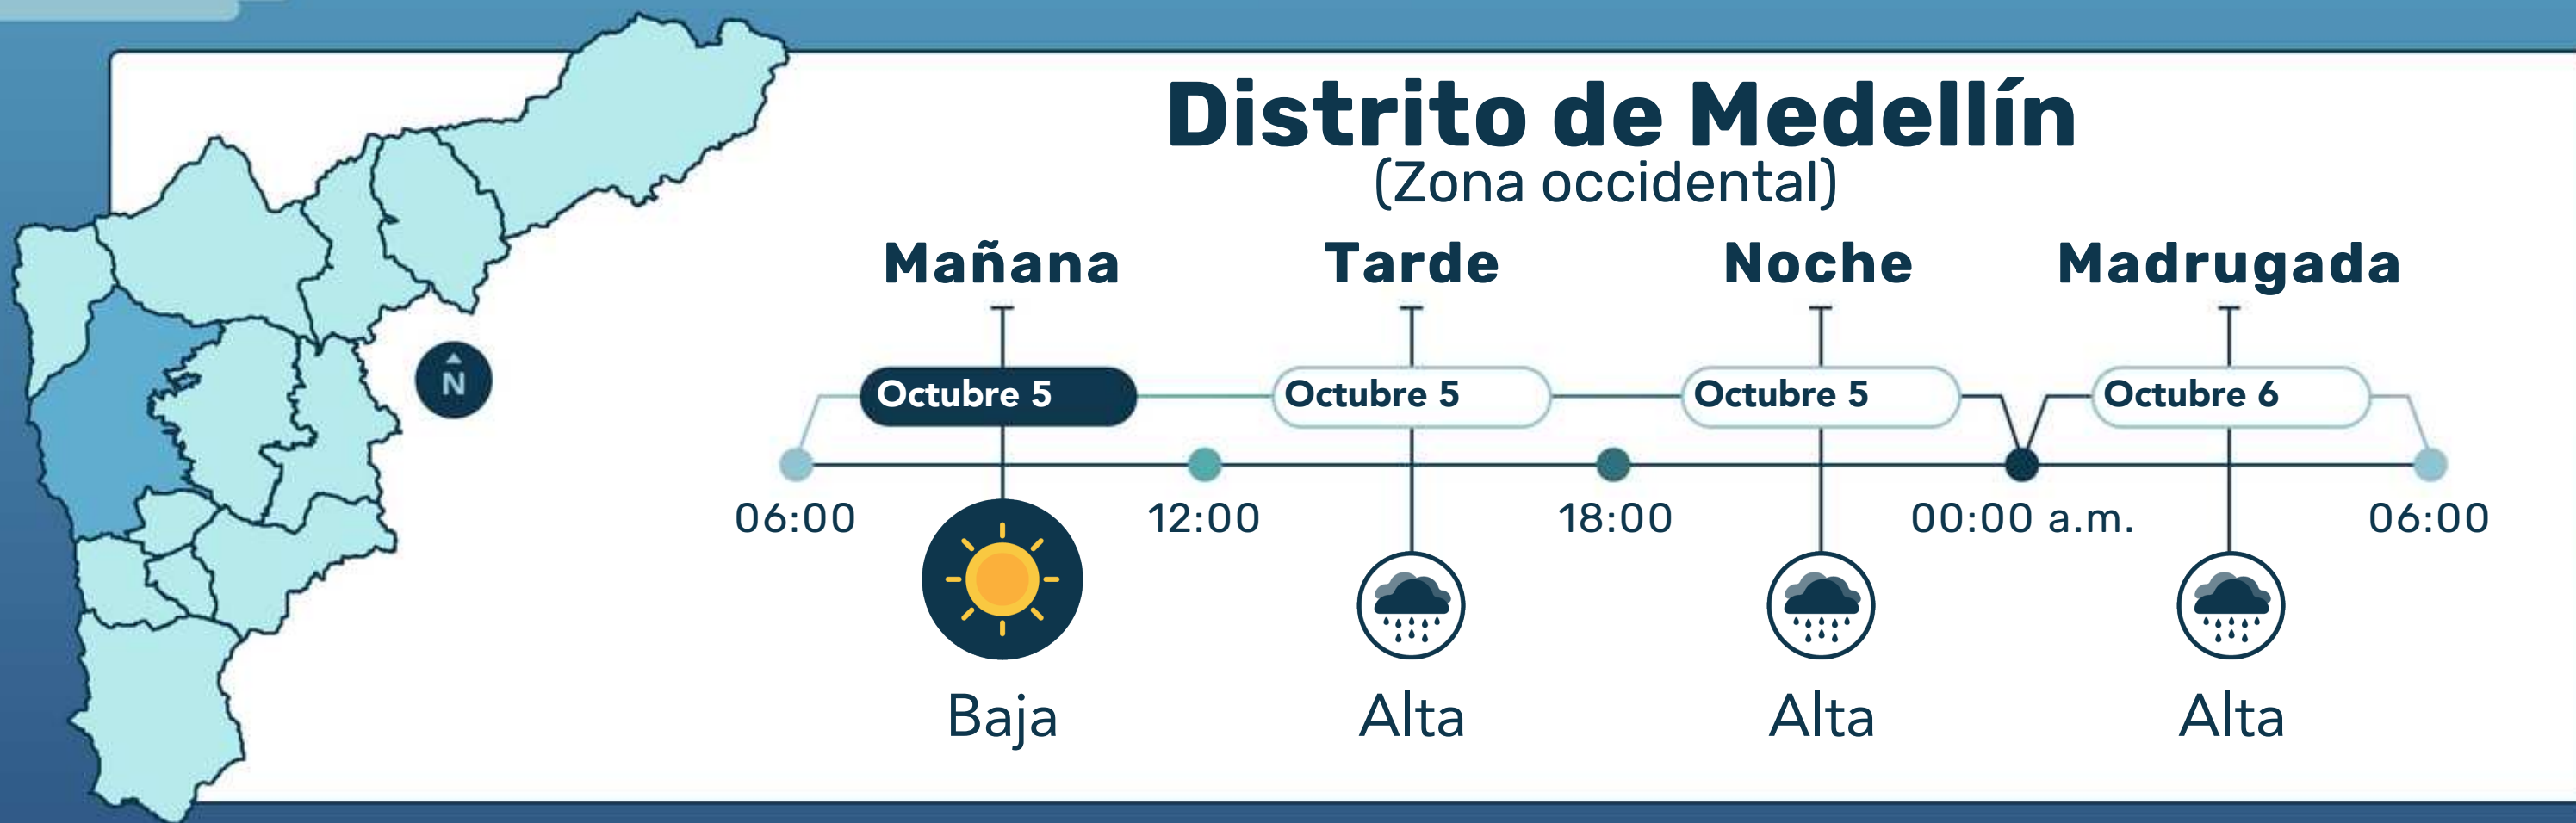 Distrito de Medellín
(Zona occidental)
Mañana Tarde Noche Madrugada
Octubre 5 Octubre 5 Octubre 5 Octubre 6
N
06:00 12:00 18:00 00:00 a.m. 06:00
Baja Alta Alta Alta